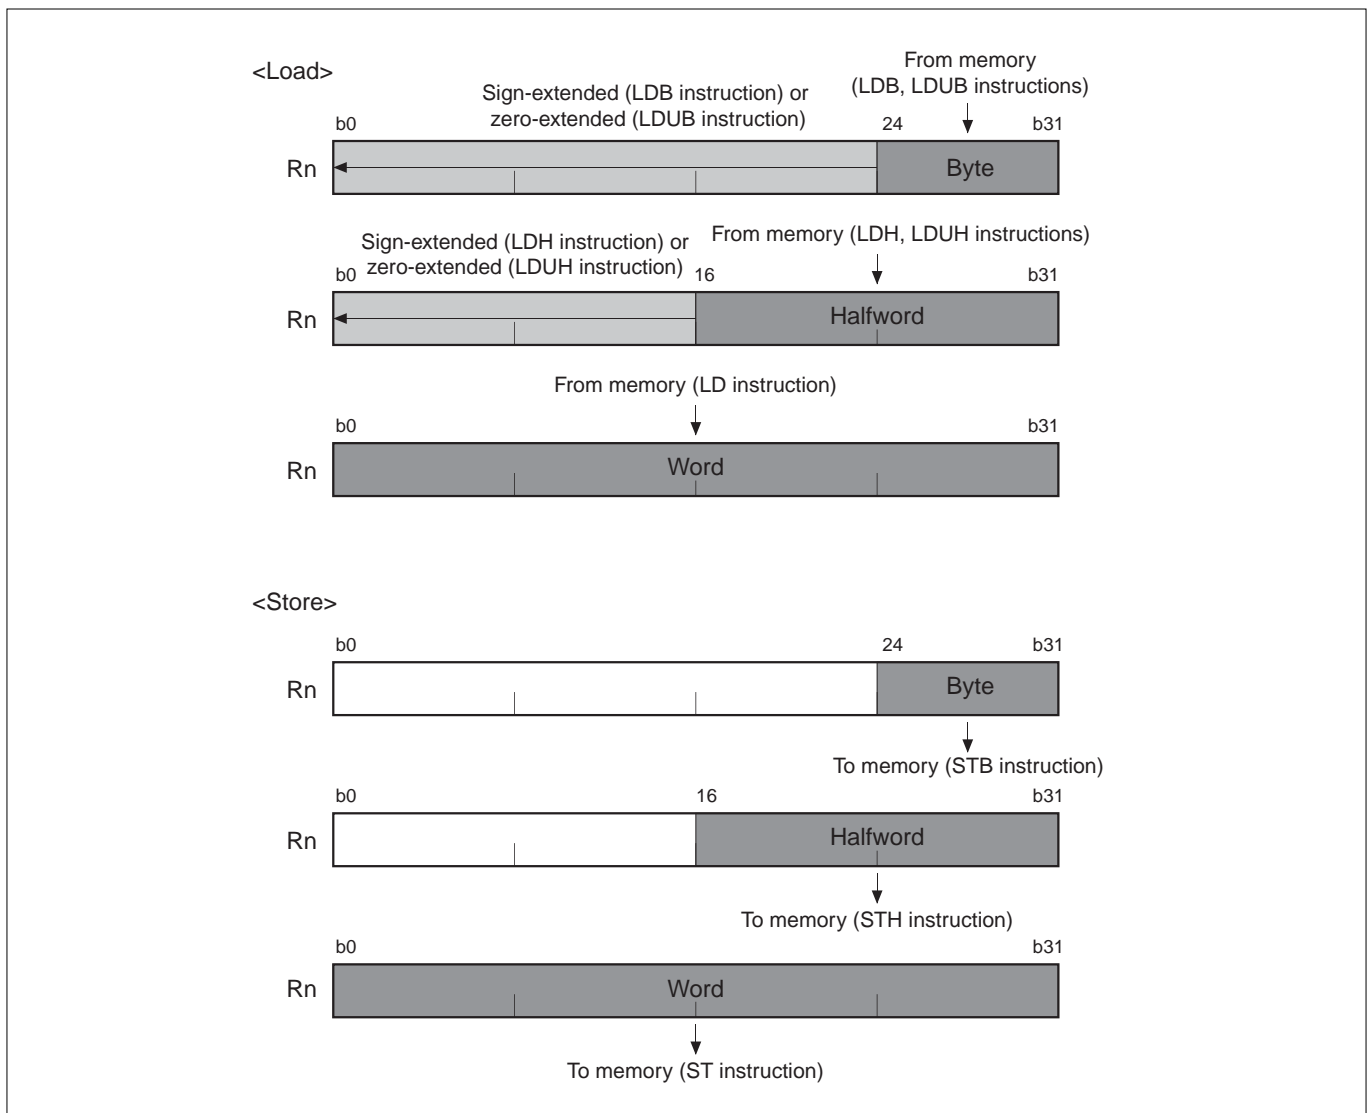 <Load>
From memory
(LDB, LDUB instructions)
Sign-extended (LDB instruction) or
zero-extended (LDUB instruction)
b0 24 b31
Rn Byte
From memory (LDH, LDUH instructions)
Sign-extended (LDH instruction) or
zero-extended (LDUH instruction)
b0 16 b31
Rn Halfword
From memory (LD instruction)
b0 b31
Rn Word
<Store>
b0 24 b31
Rn Byte
To memory (STB instruction)
b0 16 b31
Rn Halfword
To memory (STH instruction)
b0 b31
Rn Word
To memory (ST instruction)